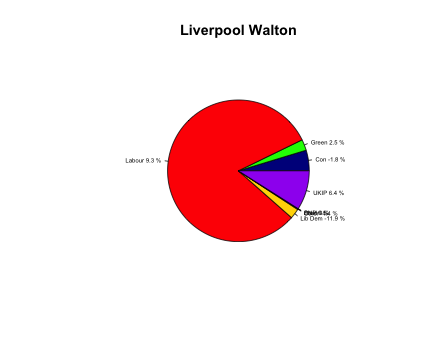 Liverpool Walton
Green 2.5 %
Con -1.8 %
Labour 9.3 %
UKIP 6.4 %
Lib Dem -11.9 %